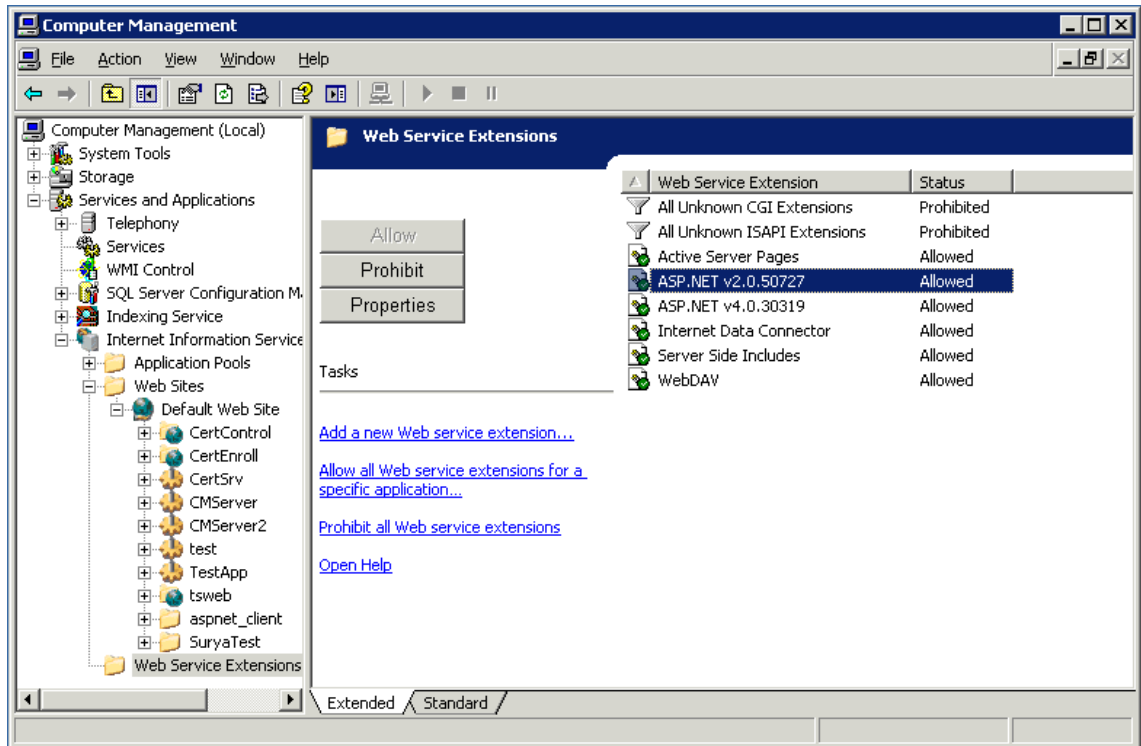 Computer Management
File Action View Window Help
Computer Management (Local)
System Tools
Storage
Services and Applications
Telephony
Services
WMI Control
SQL Server Configuration M
Indexing Service
Internet Information Service
Application Pools
Web Sites
Default Web Site
CertControl
CertEnroll
CertSrv
CMServer
CMServer2
test
TestApp
tsweb
aspnet_client
SuryaTest
Web Service Extensions
Web Service Extensions
Allow
Prohibit
Properties
Tasks
Add a new Web service extension...
Allow all Web service extensions for a
specific application...
Prohibit all Web service extensions
Open Help
Web Service Extension Status
All Unknown CGI Extensions Prohibited
All Unknown ISAPI Extensions Prohibited
Active Server Pages Allowed
ASP.NET v2.0.50727 Allowed
ASP.NET v4.0.30319 Allowed
Internet Data Connector Allowed
Server Side Includes Allowed
WebDAV Allowed
Extended Standard